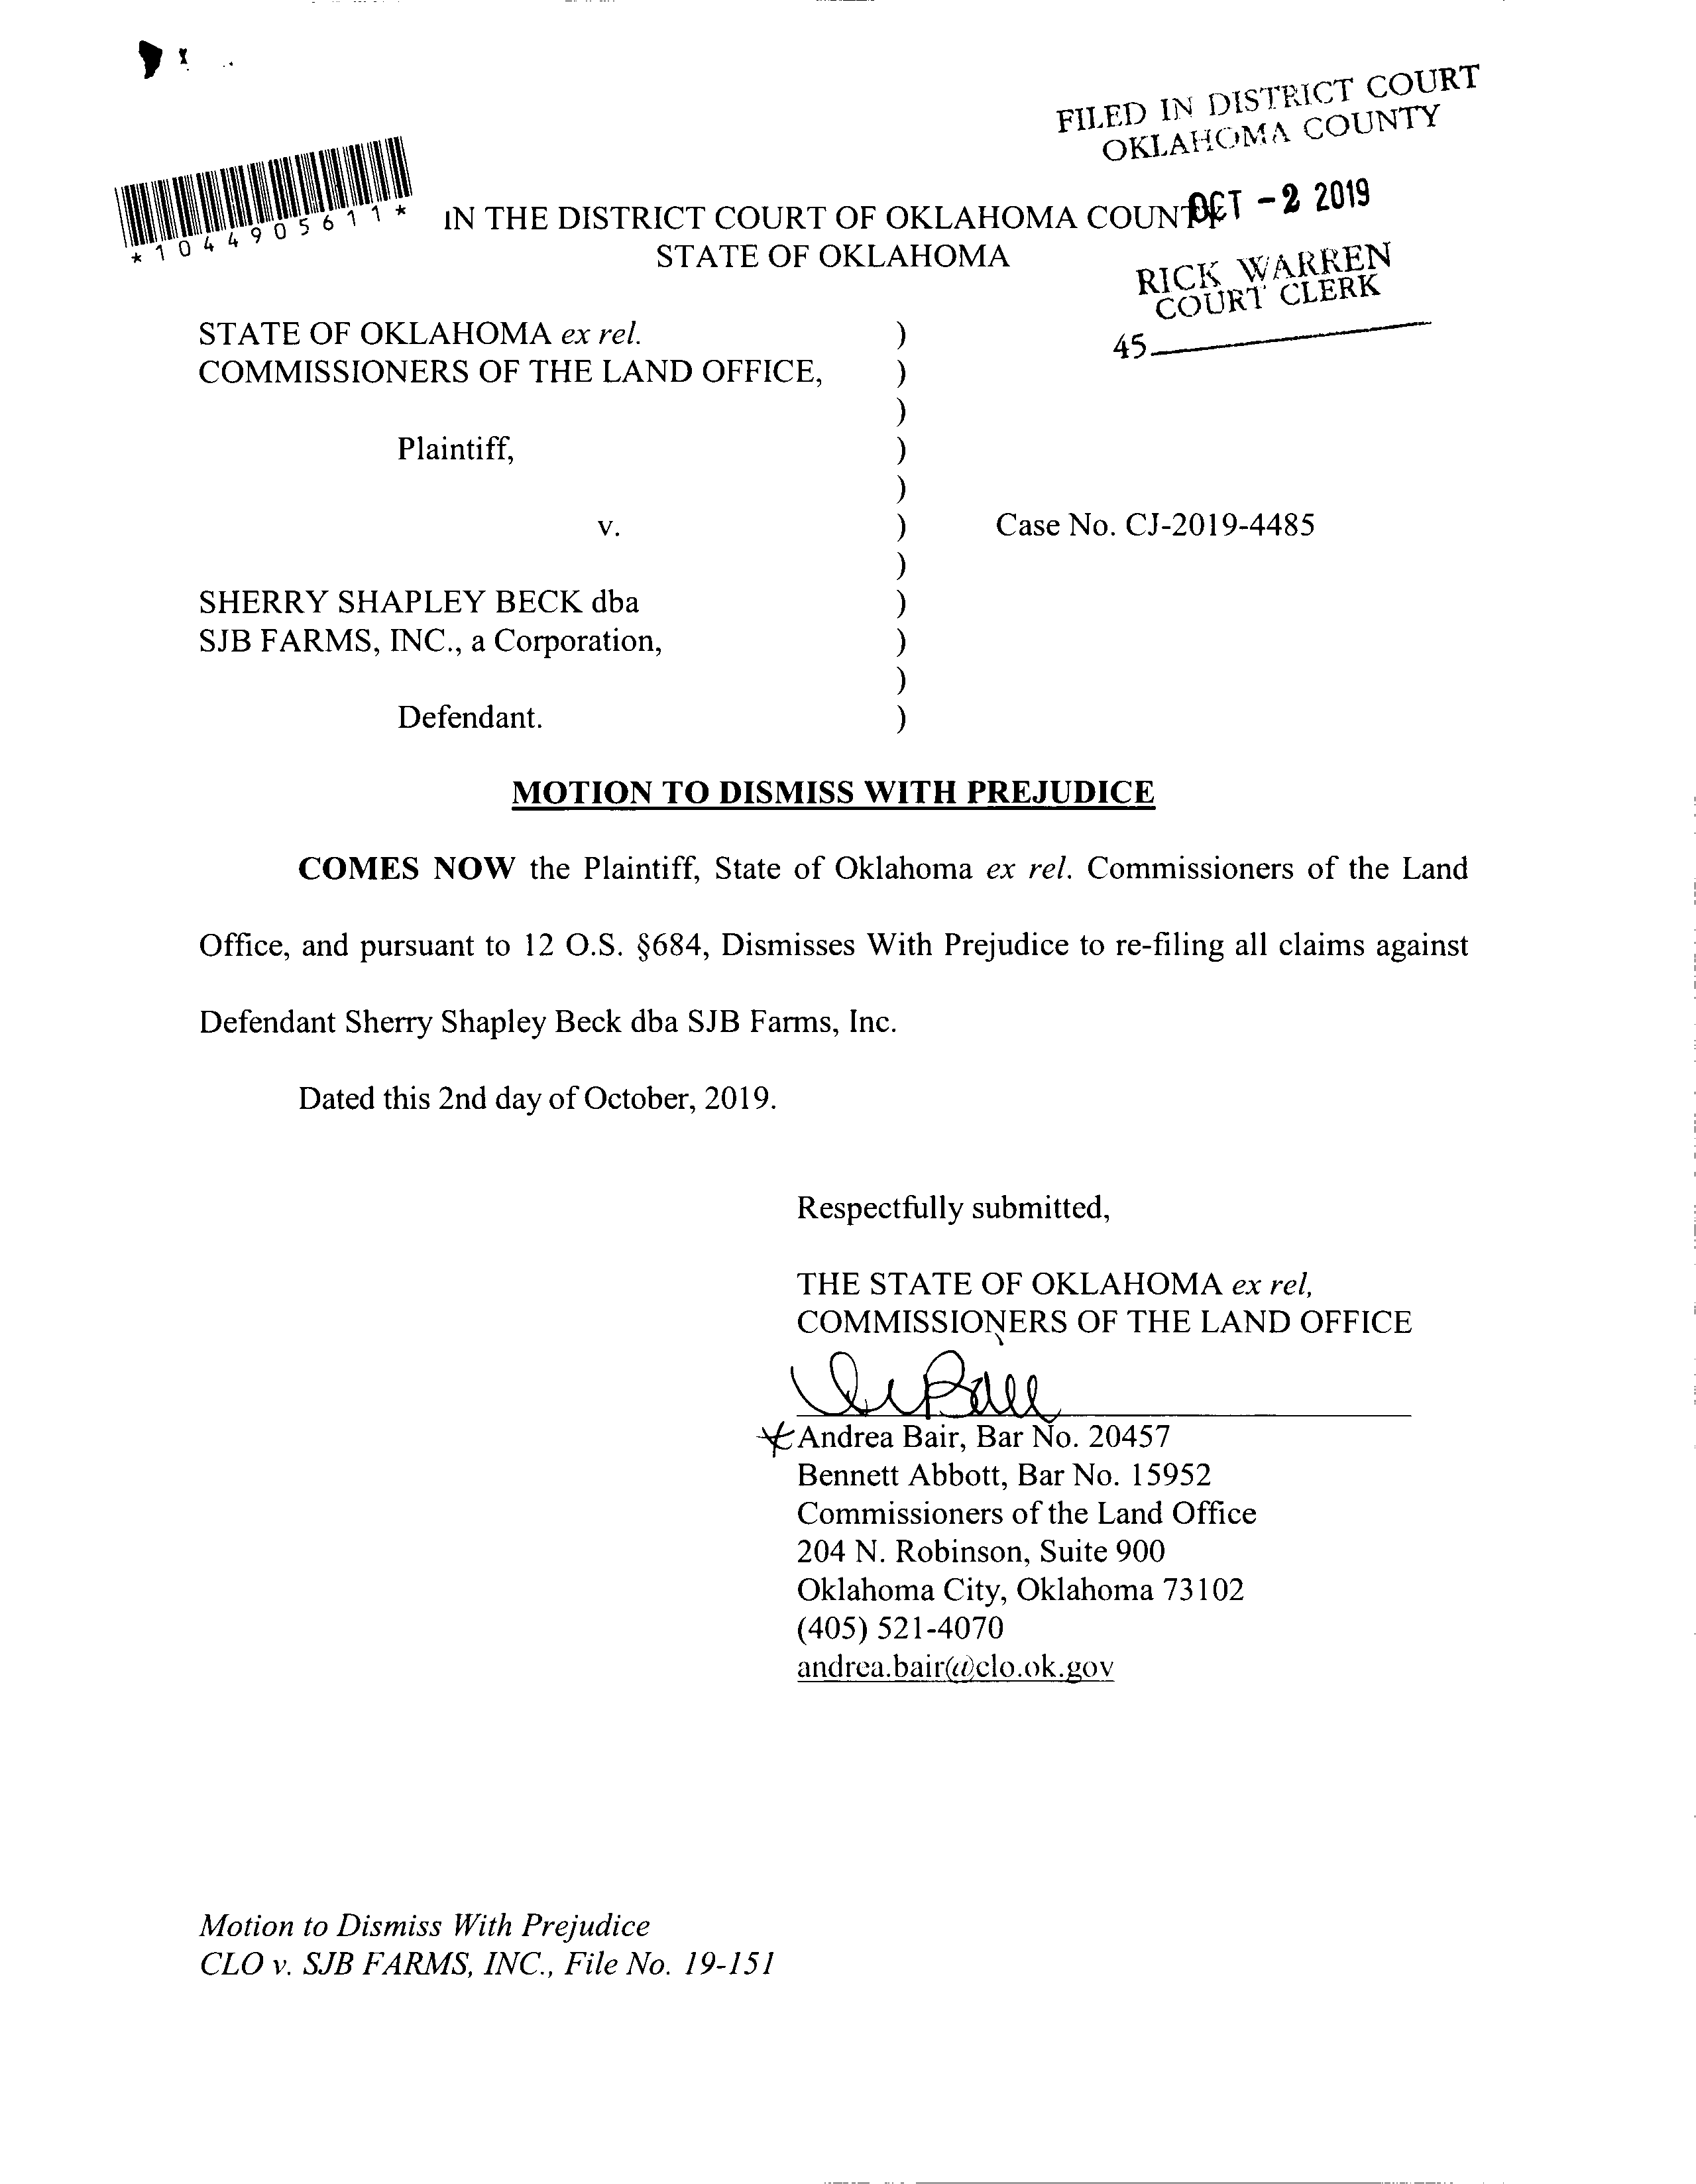 FILED IN DISTRICT COURT
OKLAHOMA COUNTY
OCT -2 2019
RICK WARREN
COURT CLERK
45
*1044905611*
IN THE DISTRICT COURT OF OKLAHOMA COUNTY
STATE OF OKLAHOMA
STATE OF OKLAHOMA ex rel. )
COMMISSIONERS OF THE LAND OFFICE, )
)
Plaintiff, )
)
v. ) Case No. CJ-2019-4485
)
SHERRY SHAPLEY BECK dba )
SJB FARMS, INC., a Corporation, )
)
Defendant. )
MOTION TO DISMISS WITH PREJUDICE
COMES NOW the Plaintiff, State of Oklahoma ex rel. Commissioners of the Land
Office, and pursuant to 12 O.S. §684, Dismisses With Prejudice to re-filing all claims against
Defendant Sherry Shapley Beck dba SJB Farms, Inc.
Dated this 2nd day of October, 2019.
Respectfully submitted,
THE STATE OF OKLAHOMA ex rel,
COMMISSIONERS OF THE LAND OFFICE
Andrea Bair, Bar No. 20457
Bennett Abbott, Bar No. 15952
Commissioners of the Land Office
204 N. Robinson, Suite 900
Oklahoma City, Oklahoma 73102
(405) 521-4070
andrea.bair@clo.ok.gov
Motion to Dismiss With Prejudice
CLO v. SJB FARMS, INC., File No. 19-151